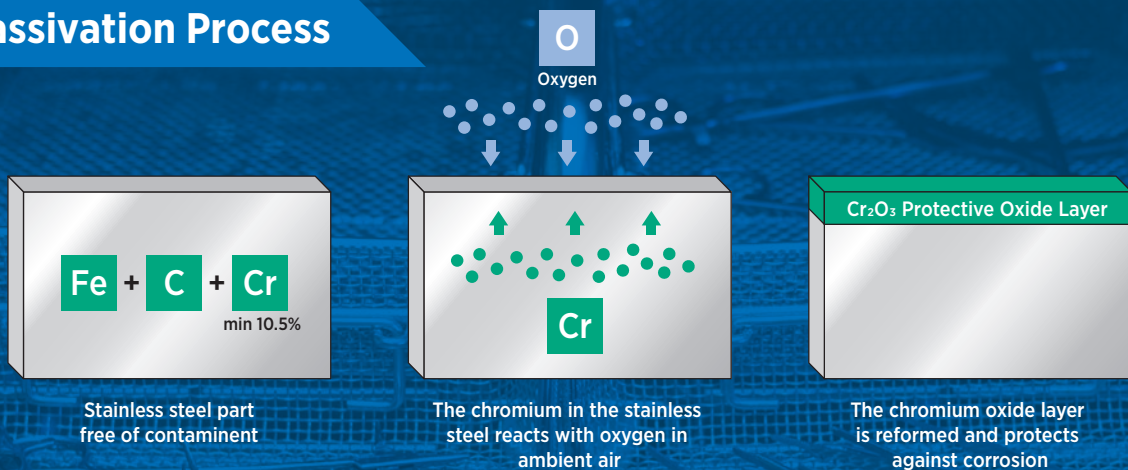 assivation Process
O
Oxygen
Fe + C + Cr
min 10.5%
Cr
Cr₂O₃ Protective Oxide Layer
Stainless steel part
free of contaminent
The chromium in the stainless
steel reacts with oxygen in
ambient air
The chromium oxide layer
is reformed and protects
against corrosion